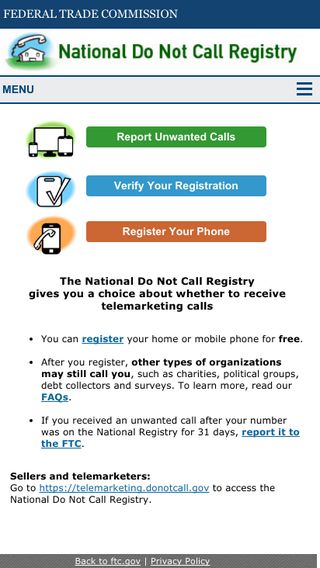 FEDERAL TRADE COMMISSION
National Do Not Call Registry
MENU
Report Unwanted Calls
Verify Your Registration
Register Your Phone
The National Do Not Call Registry
gives you a choice about whether to receive
telemarketing calls
• You can register your home or mobile phone for free.
• After you register, other types of organizations
may still call you, such as charities, political groups,
debt collectors and surveys. To learn more, read our
FAQs.
• If you received an unwanted call after your number
was on the National Registry for 31 days, report it to
the FTC.
Sellers and telemarketers:
Go to https://telemarketing.donotcall.gov to access the
National Do Not Call Registry.
Back to ftc.gov | Privacy Policy